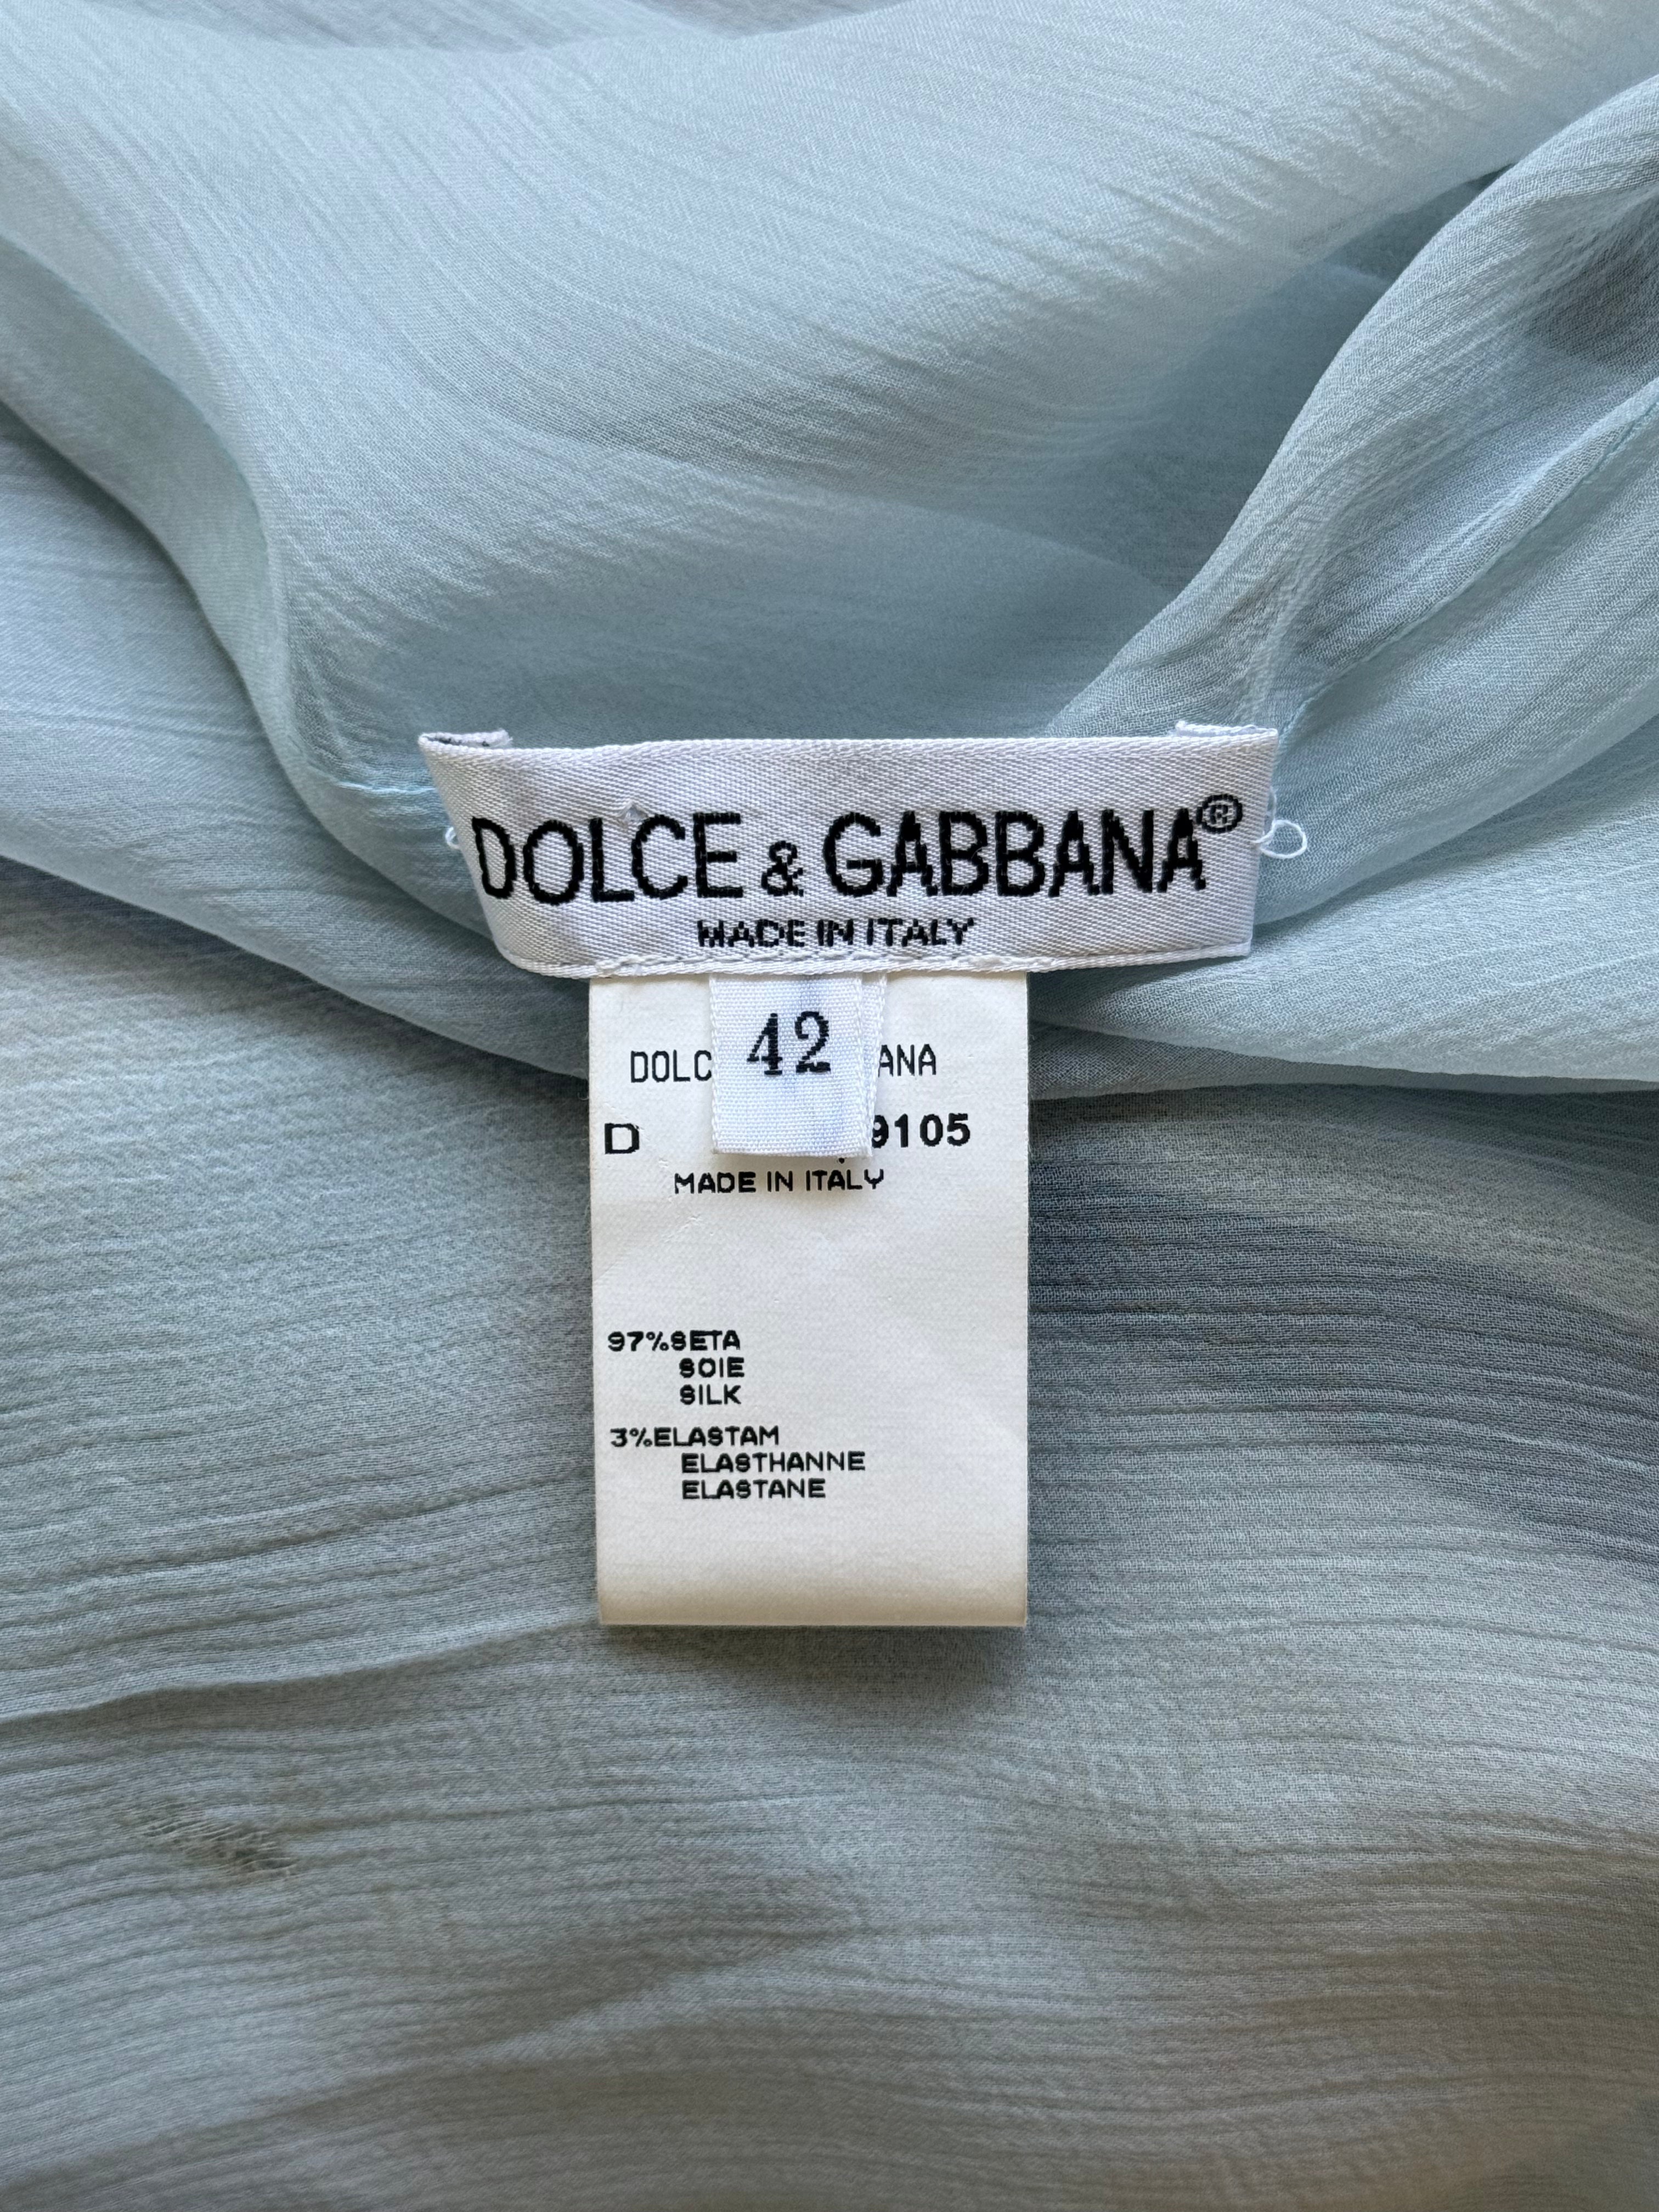 DOLCE & GABBANA®
MADE IN ITALY
42
DOLC ANA
D 9105
MADE IN ITALY
97%SETA
SOIE
SILK
3%ELASTAM
ELASTHANNE
ELASTANE